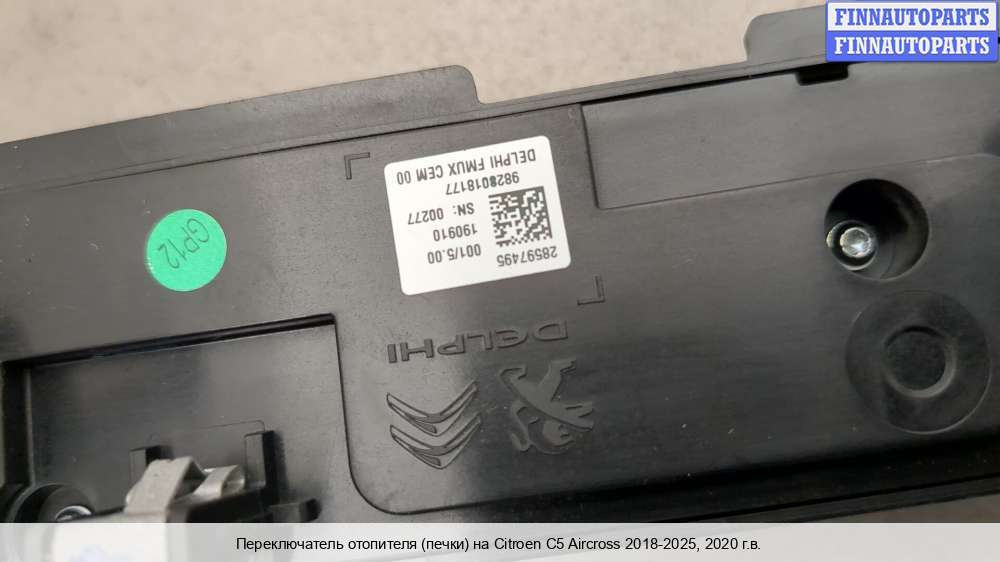 FINNAUTOPARTS
FINNAUTOPARTS
28597495
001/5.00
190910
SN: 00277
9828018177
DELPHI FMUX CEM 00
GP12
DELPHI
Переключатель отопителя (печки) на Citroen C5 Aircross 2018-2025, 2020 г.в.